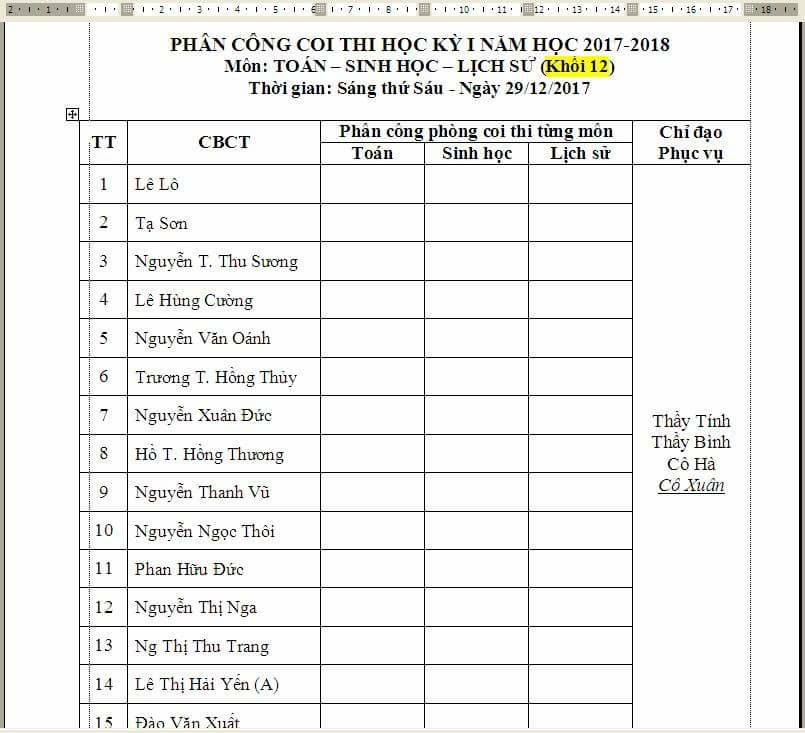 2 1 1 2 3 4 5 6 7 8 10 11 12 13 14 15 16 17 18
PHÂN CÔNG COI THI HỌC KỲ I NĂM HỌC 2017-2018
Môn: TOÁN – SINH HỌC – LỊCH SỬ (Khối 12)
Thời gian: Sáng thứ Sáu - Ngày 29/12/2017
TT CBCT Phân công phòng coi thi từng môn Chỉ đạo
Toán Sinh học Lịch sử Phục vụ
1 Lê Lô
2 Tạ Sơn
3 Nguyễn T. Thu Sương
4 Lê Hùng Cường
5 Nguyễn Văn Oánh
6 Trương T. Hồng Thủy
7 Nguyễn Xuân Đức
8 Hồ T. Hồng Thương
9 Nguyễn Thanh Vũ
10 Nguyễn Ngọc Thôi
11 Phan Hữu Đức
12 Nguyễn Thị Nga
13 Ng Thị Thu Trang
14 Lê Thị Hải Yến (A)
15 Đào Văn Xuất
Thầy Tính
Thầy Bình
Cô Hà
Cô Xuân